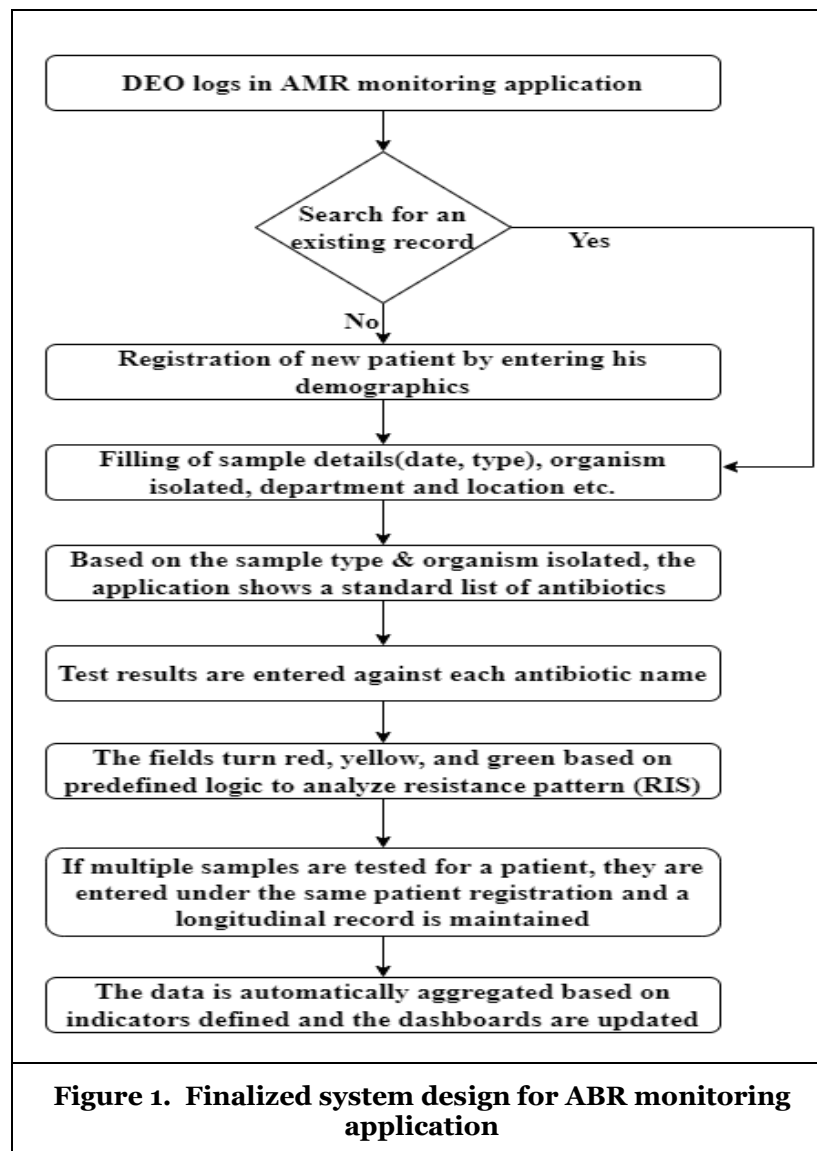 DEO logs in AMR monitoring application
Search for an
existing record
Yes
No
Registration of new patient by entering his
demographics
Filling of sample details(date, type), organism
isolated, department and location etc.
Based on the sample type & organism isolated, the
application shows a standard list of antibiotics
Test results are entered against each antibiotic name
The fields turn red, yellow, and green based on
predefined logic to analyze resistance pattern (RIS)
If multiple samples are tested for a patient, they are
entered under the same patient registration and a
longitudinal record is maintained
The data is automatically aggregated based on
indicators defined and the dashboards are updated
Figure 1. Finalized system design for ABR monitoring
application